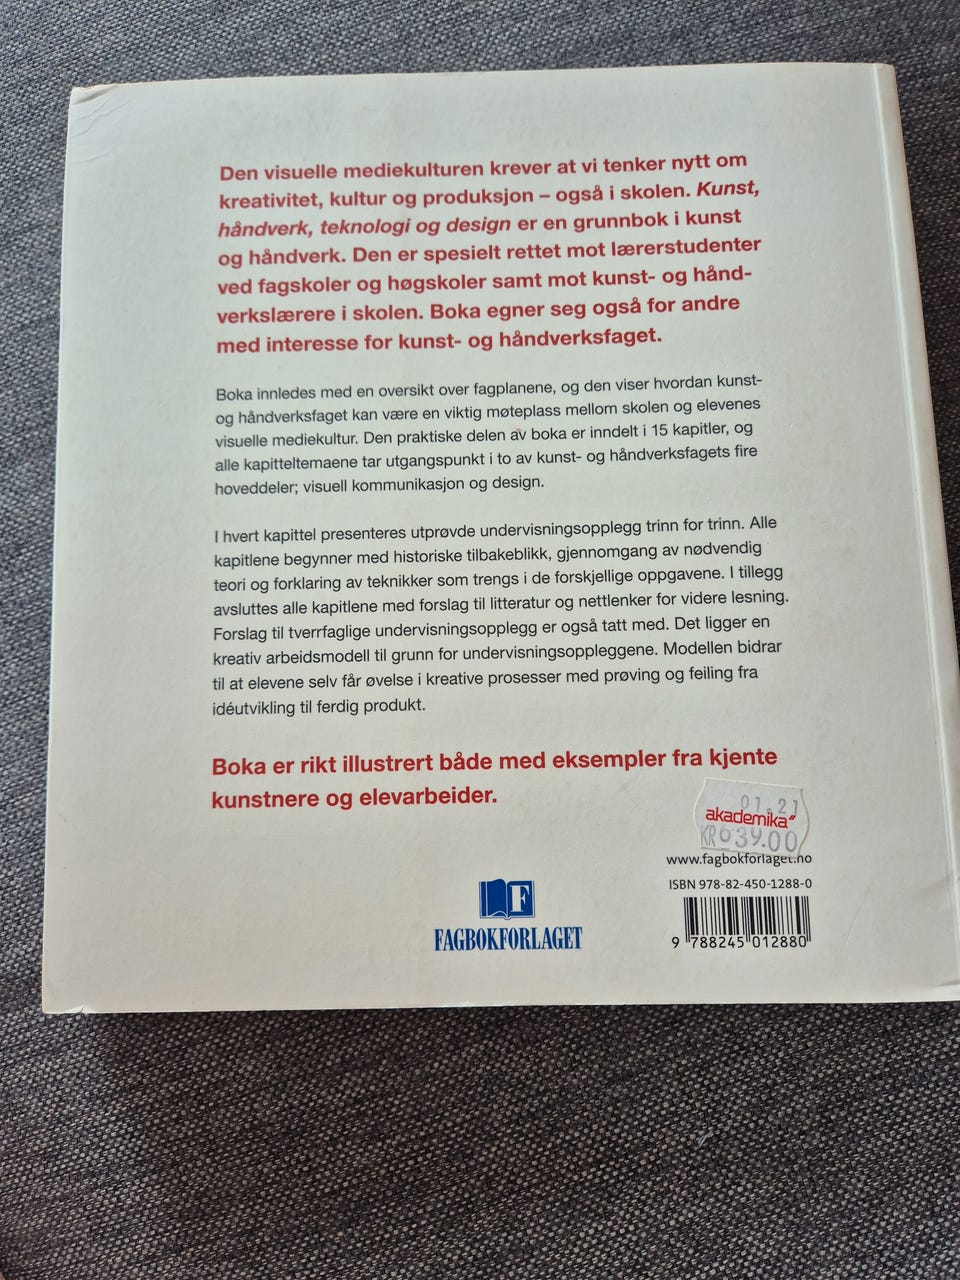 Den visuelle mediekulturen krever at vi tenker nytt om
kreativitet, kultur og produksjon – også i skolen. Kunst,
håndverk, teknologi og design er en grunnbok i kunst
og håndverk. Den er spesielt rettet mot lærerstudenter
ved fagskoler og høgskoler samt mot kunst- og hånd-
verkslærere i skolen. Boka egner seg også for andre
med interesse for kunst- og håndverksfaget.
Boka innledes med en oversikt over fagplanene, og den viser hvordan kunst-
og håndverksfaget kan være en viktig møteplass mellom skolen og elevenes
visuelle mediekultur. Den praktiske delen av boka er inndelt i 15 kapitler, og
alle kapitteltemaene tar utgangspunkt i to av kunst- og håndverksfagets fire
hoveddeler; visuell kommunikasjon og design.
I hvert kapittel presenteres utprøvde undervisningsopplegg trinn for trinn. Alle
kapitlene begynner med historiske tilbakeblikk, gjennomgang av nødvendig
teori og forklaring av teknikker som trengs i de forskjellige oppgavene. I tillegg
avsluttes alle kapitlene med forslag til litteratur og nettlenker for videre lesning.
Forslag til tverrfaglige undervisningsopplegg er også tatt med. Det ligger en
kreativ arbeidsmodell til grunn for undervisningsoppleggene. Modellen bidrar
til at elevene selv får øvelse i kreative prosesser med prøving og feiling fra
idéutvikling til ferdig produkt.
Boka er rikt illustrert både med eksempler fra kjente
kunstnere og elevarbeider.
01.21
akademika
KR 639.00
www.fagbokforlaget.no
ISBN 978-82-450-1288-0
F
FAGBOKFORLAGET
9 788245 012880